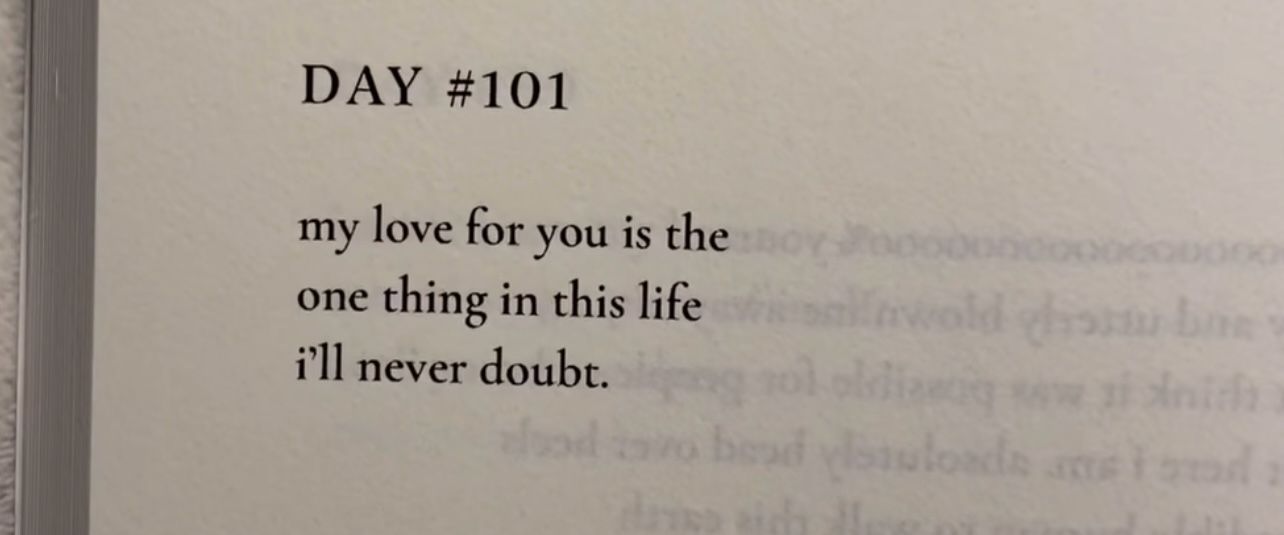 DAY #101
my love for you is the
one thing in this life
i'll never doubt.